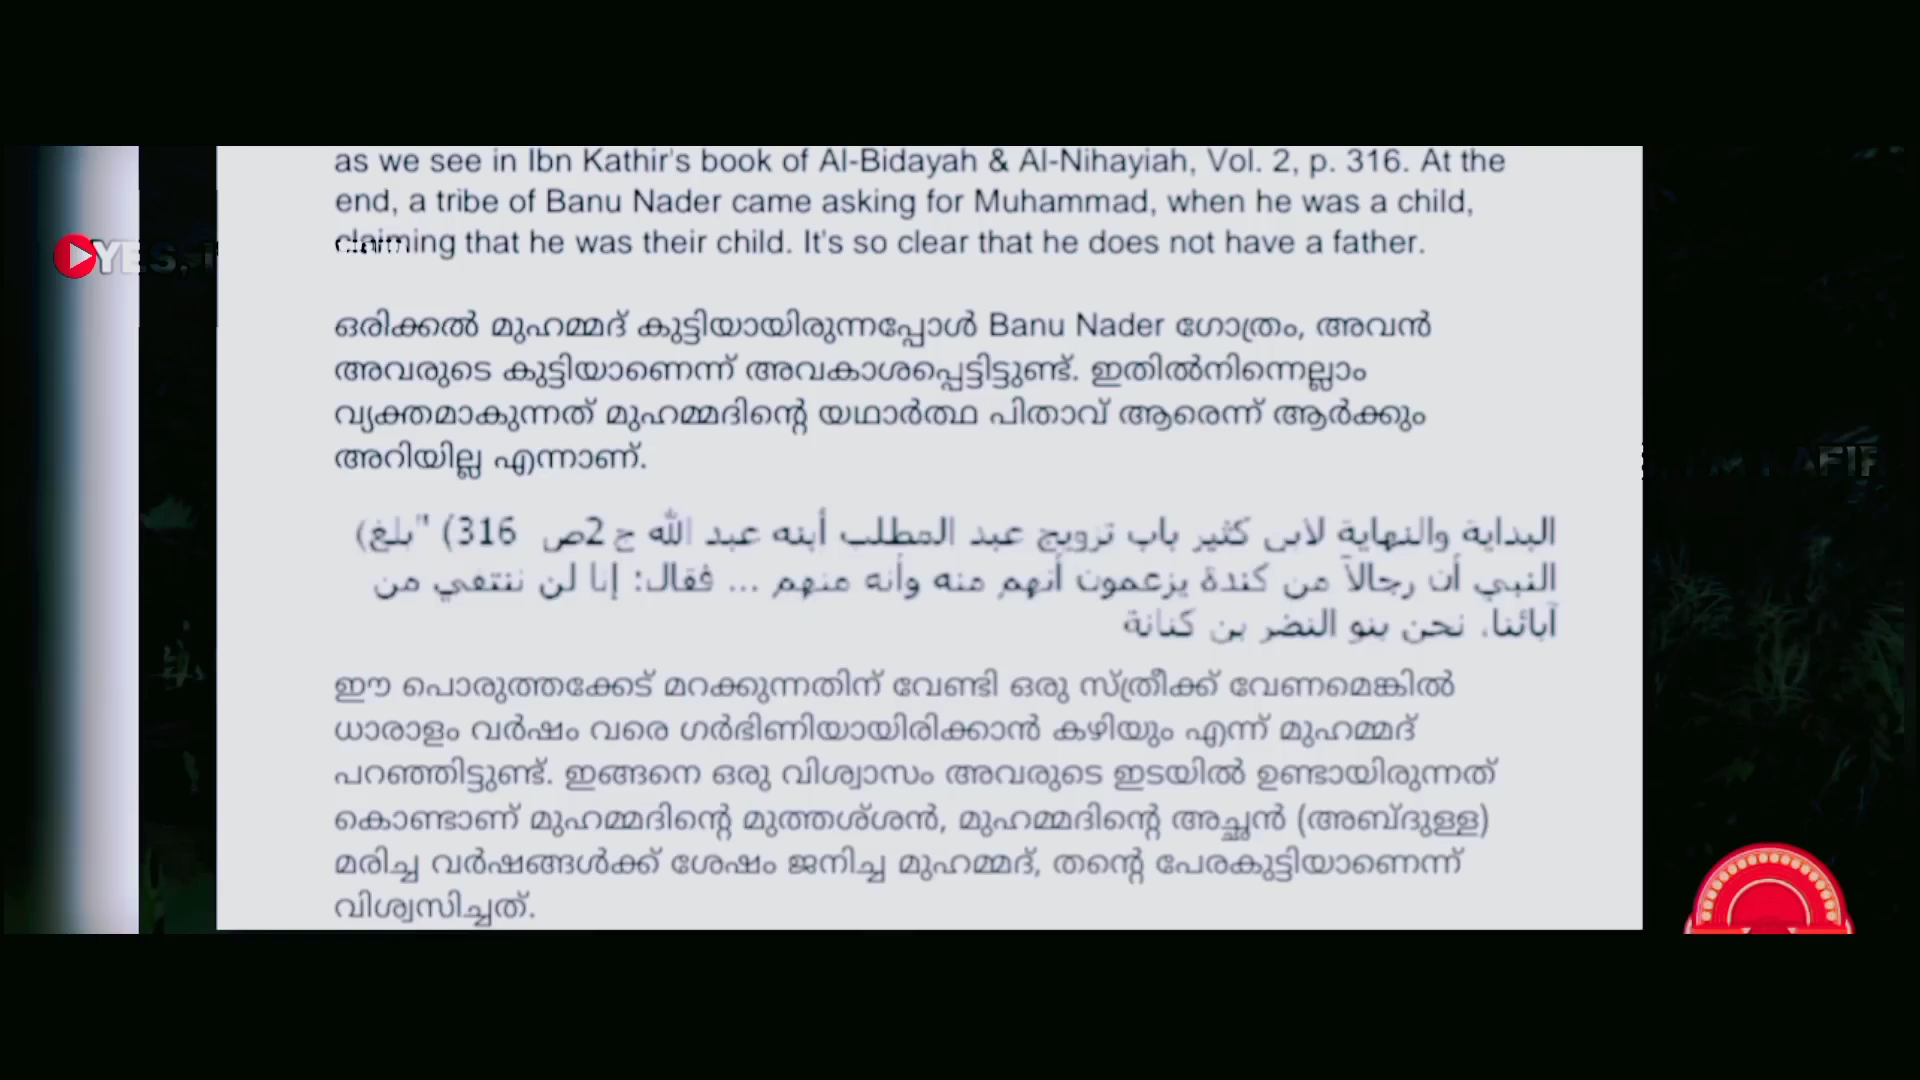 as we see in Ibn Kathir's book of Al-Bidayah & Al-Nihayiah, Vol. 2, p. 316. At the
end, a tribe of Banu Nader came asking for Muhammad, when he was a child,
claiming that he was their child. It's so clear that he does not have a father.
YES, I
ഒരിക്കൽ മുഹമ്മദ് കുട്ടിയായിരുന്നപ്പോൾ Banu Nader ഗോത്രം, അവൻ
അവരുടെ കുട്ടിയാണെന്ന് അവകാശപ്പെട്ടിട്ടുണ്ട്. ഇതിൽനിന്നെല്ലാം
വ്യക്തമാകുന്നത് മുഹമ്മദിന്റെ യഥാർത്ഥ പിതാവ് ആരെന്ന് ആർക്കും
അറിയില്ല എന്നാണ്.
KAFIR
البداية والنهاية لابى كثير باب تزويج عبد المطلب أبنه عبد الله ج 2ص 316) "بلغ)
النبي أن رجالاً من كندة يزعمون أنهم منه وأنه منهم ... فقال: إنا لن ننتفي من
آبائنا. نحن بنو النضر بن كنانة
ഈ പൊരുത്തക്കേട് മറക്കുന്നതിന് വേണ്ടി ഒരു സ്ത്രീക്ക് വേണമെങ്കിൽ
ധാരാളം വർഷം വരെ ഗർഭിണിയായിരിക്കാൻ കഴിയും എന്ന് മുഹമ്മദ്
പറഞ്ഞിട്ടുണ്ട്. ഇങ്ങനെ ഒരു വിശ്വാസം അവരുടെ ഇടയിൽ ഉണ്ടായിരുന്നത്
കൊണ്ടാണ് മുഹമ്മദിന്റെ മുത്തശ്ശൻ, മുഹമ്മദിന്റെ അച്ഛൻ (അബ്ദുള്ള)
മരിച്ച വർഷങ്ങൾക്ക് ശേഷം ജനിച്ച മുഹമ്മദ്, തന്റെ പേരകുട്ടിയാണെന്ന്
വിശ്വസിച്ചത്.